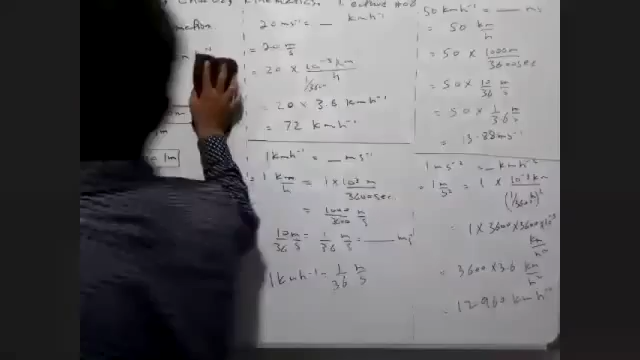 Kinematics.
20 ms⁻¹ = _ kmh⁻¹
= 20 m/s
= 20 × 10⁻³ km / (1/3600) h
= 20 × 3.6 kmh⁻¹
= 72 kmh⁻¹
1 kmh⁻¹ = _ ms⁻¹
= 1 km/h = 1 × 10³ m / 3600 sec
= 1000/3600 m/s
10/36 m/s = 1/3.6 m/s = ___ ms⁻¹
1 kmh⁻¹ = 1/3.6 m/s
50 kmh⁻¹ = ___ ms
= 50 km/h
= 50 × 1000m / 3600sec
= 50 × 10/36 m/s
= 50 × 1/3.6 m/s
= 13.88 ms⁻¹
1 ms⁻² = _ kmh⁻²
= 1 m/s² = 1 × 10⁻³ km / (1/3600 h)²
= 1 × 3600 × 3600 × 10⁻³ km/h²
= 3600 × 3.6 km/h²
= 12960 kmh⁻²